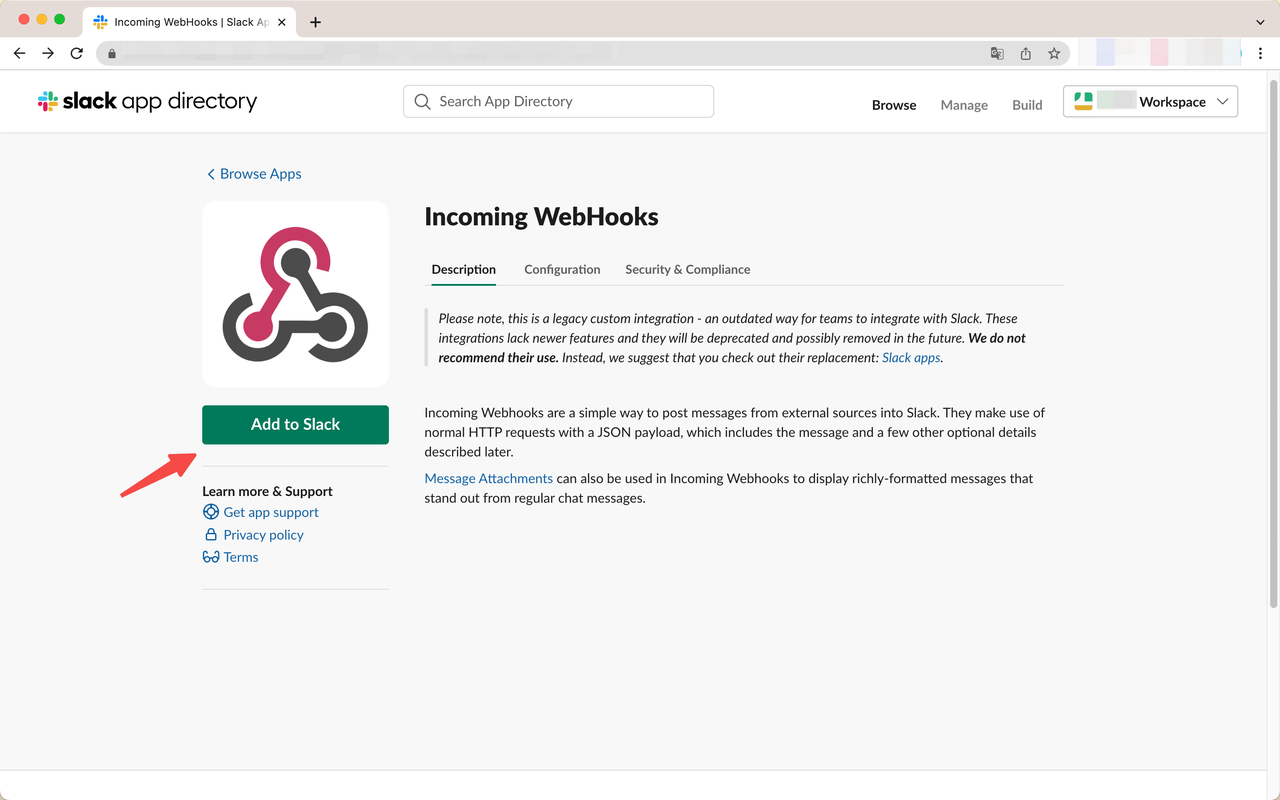 Incoming WebHooks | Slack Ap
slack app directory
Search App Directory
Browse
Manage
Build
Workspace
Browse Apps
Incoming WebHooks
Description
Configuration
Security & Compliance
Please note, this is a legacy custom integration - an outdated way for teams to integrate with Slack. These
integrations lack newer features and they will be deprecated and possibly removed in the future. We do not
recommend their use. Instead, we suggest that you check out their replacement: Slack apps.
Add to Slack
Incoming Webhooks are a simple way to post messages from external sources into Slack. They make use of
normal HTTP requests with a JSON payload, which includes the message and a few other optional details
described later.
Message Attachments can also be used in Incoming Webhooks to display richly-formatted messages that
stand out from regular chat messages.
Learn more & Support
Get app support
Privacy policy
Terms